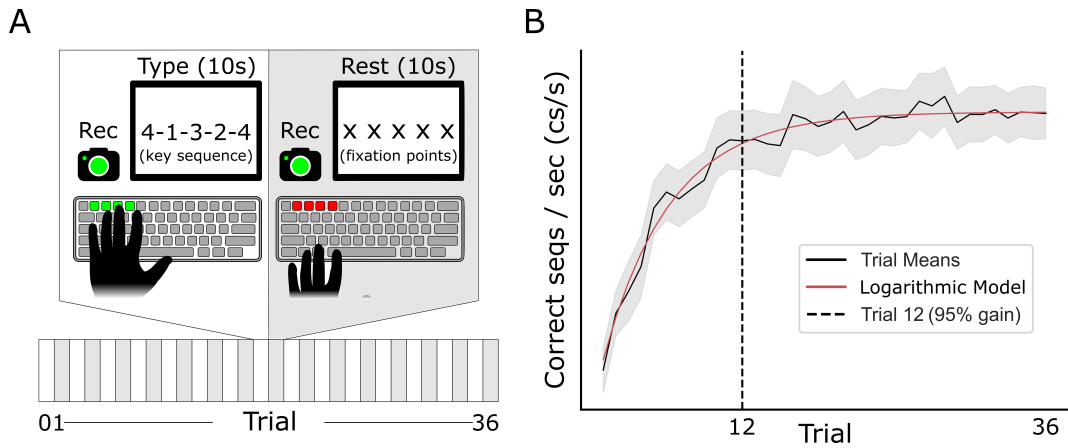 A
Type (10s)
Rest (10s)
Rec
4-1-3-2-4
(key sequence)
Rec
x x x x x
(fixation points)
01
Trial
36
B
Correct seqs / sec (cs/s)
Trial Means
Logarithmic Model
Trial 12 (95% gain)
12
Trial
36